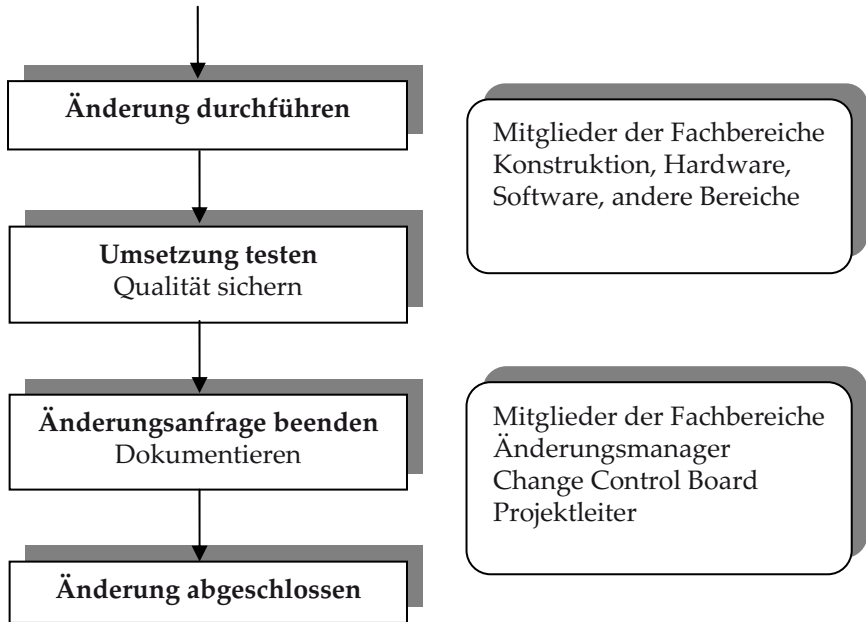 Änderung durchführen
Mitglieder der Fachbereiche
Konstruktion, Hardware,
Software, andere Bereiche
Umsetzung testen
Qualität sichern
Änderungsanfrage beenden
Dokumentieren
Mitglieder der Fachbereiche
Änderungsmanager
Change Control Board
Projektleiter
Änderung abgeschlossen